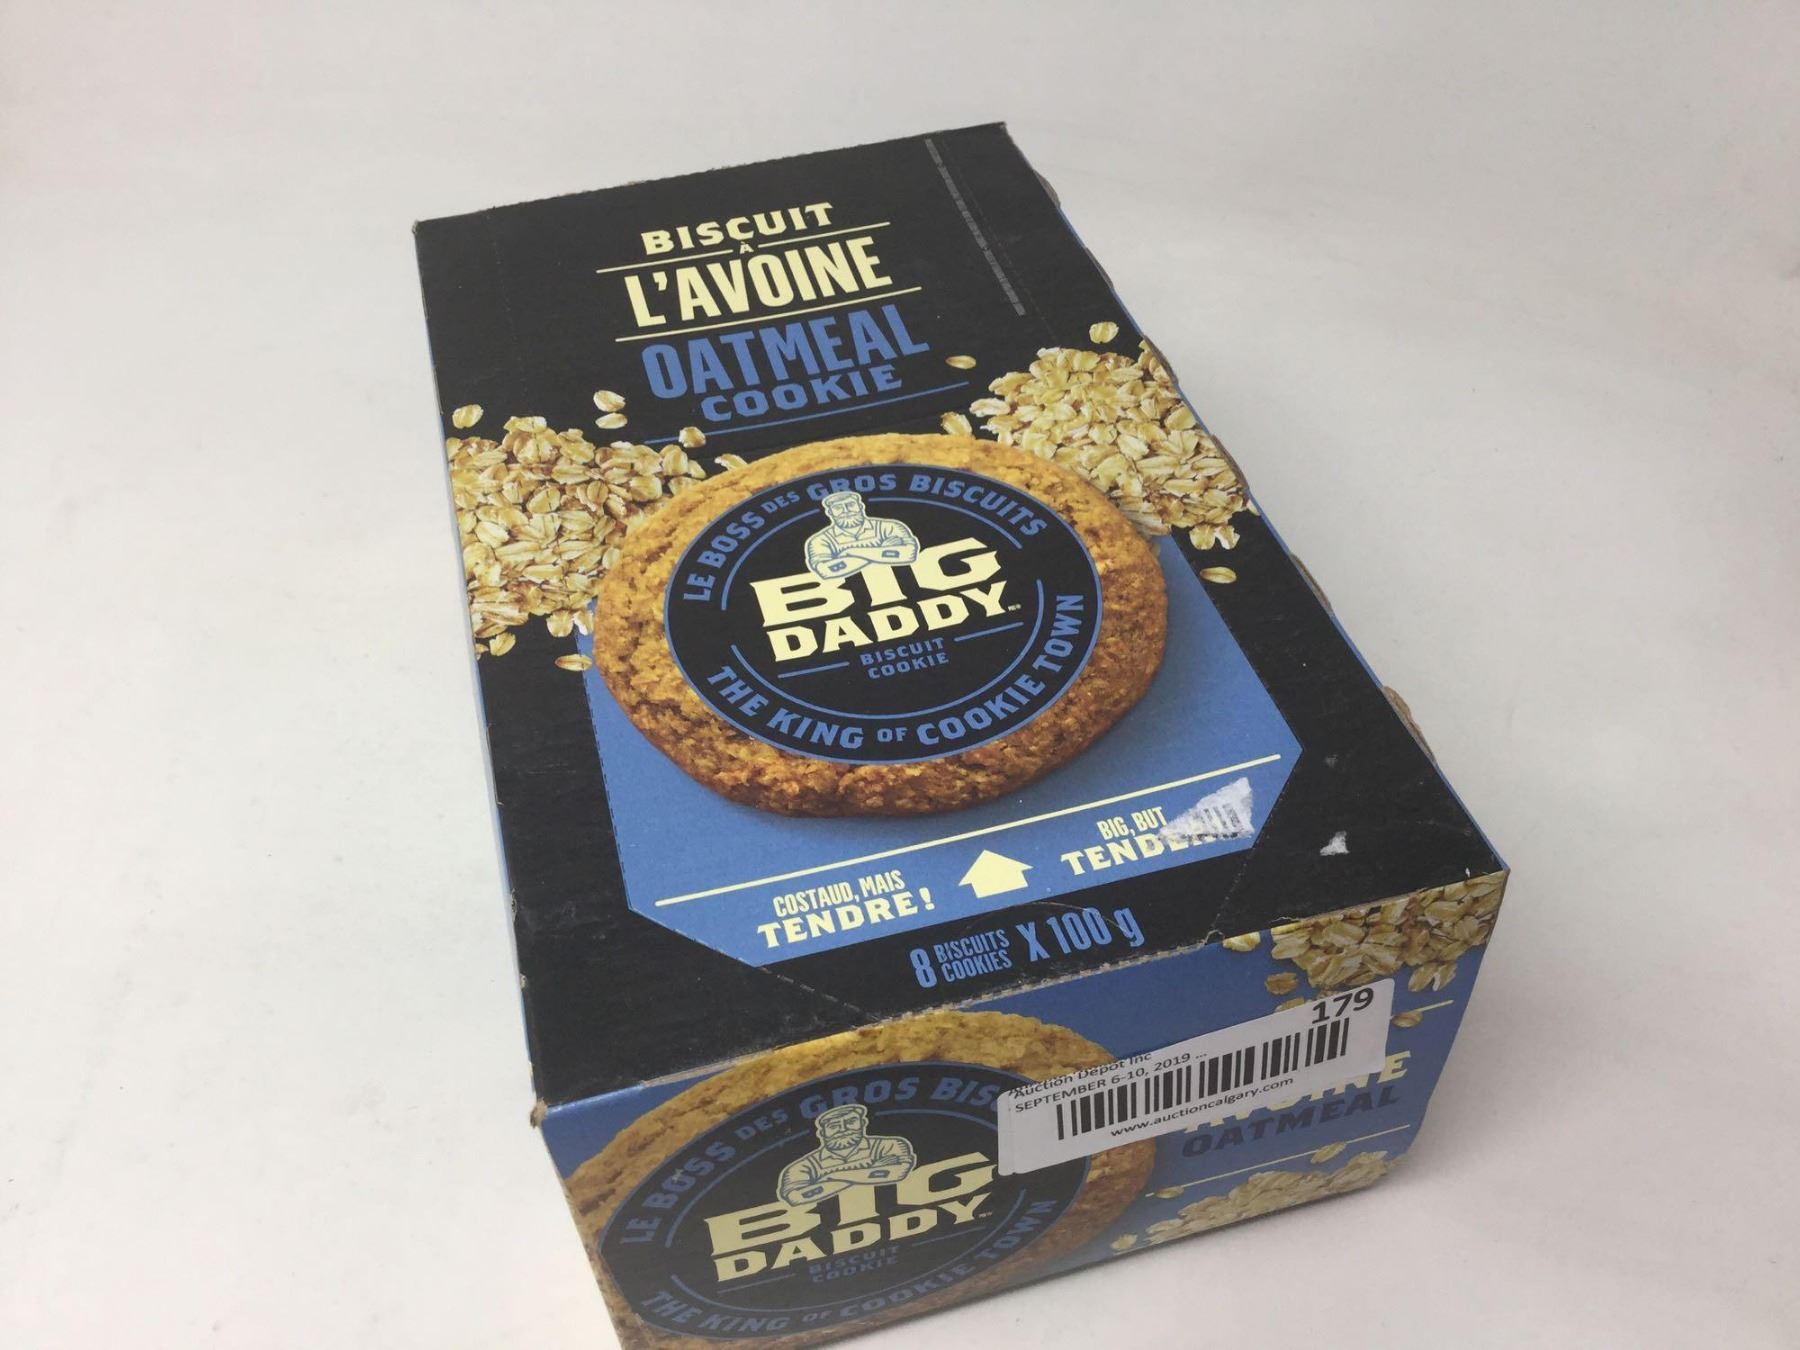 BISCUIT
À
L'AVOINE
OATMEAL
COOKIE
LE BOSS DES GROS BISCUITS
BIG
DADDY
BISCUIT
COOKIE
THE KING OF COOKIE TOWN
COSTAUD, MAIS
TENDRE!
BIG, BUT
8 BISCUITS
COOKIES X 100 g
179
Auction Depot Inc
SEPTEMBER 6-10, 2019 ...
www.auctioncalgary.com
OATMEAL
LE BOSS DES GROS
BIG
DADDY
BISCUIT
COOKIE
THE KING OF COOKIE TOWN